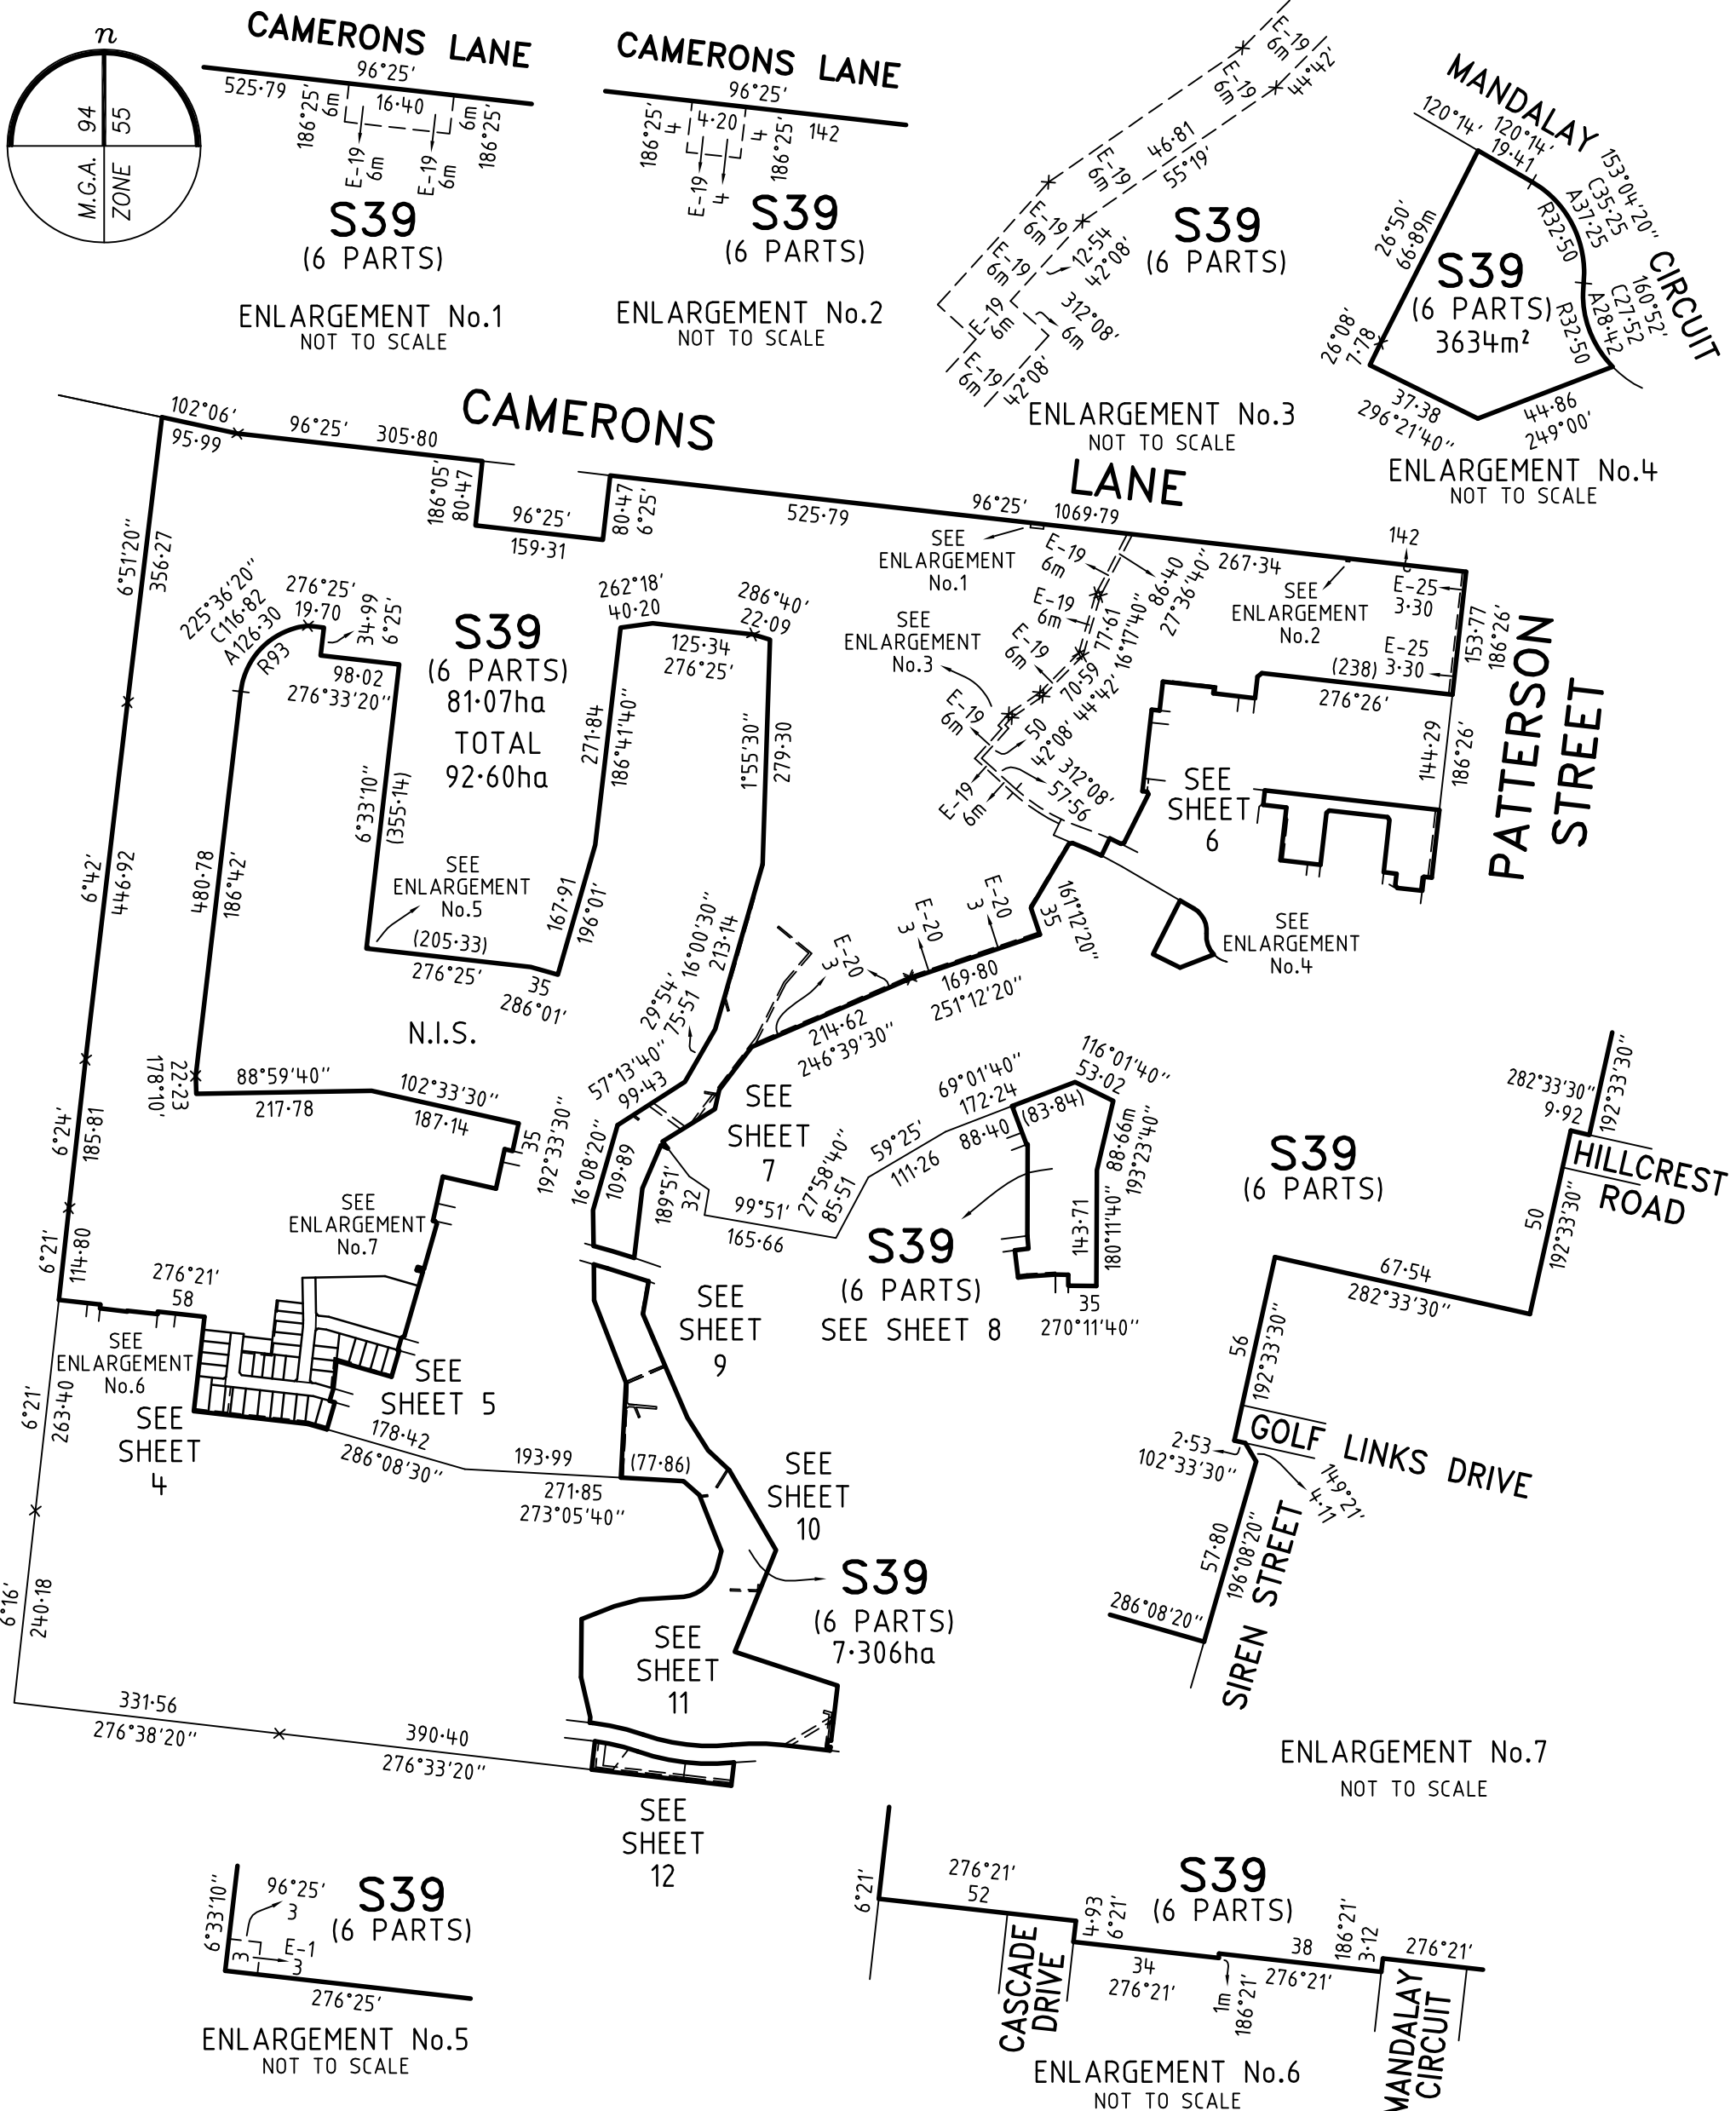 n
94
55
M.G.A.
ZONE
CAMERONS LANE
96°25'
525·79
186°25'
6m
16·40
6m
186°25'
E-19
6m
E-19
6m
S39
(6 PARTS)
ENLARGEMENT No.1
NOT TO SCALE
CAMERONS LANE
96°25'
186°25'
4
4·20
4
186°25'
142
E-19
4
S39
(6 PARTS)
ENLARGEMENT No.2
NOT TO SCALE
E-19
6m
44°42'
E-19
6m
46·81
55°19'
E-19
6m
E-19
6m
E-19
6m
12·54
42°08'
E-19
6m
312°08'
6m
E-19
6m
42°08'
S39
(6 PARTS)
ENLARGEMENT No.3
NOT TO SCALE
MANDALAY
CIRCUIT
120°14'
120°14'
19·41
153°04'20"
C35·25
A37·25
R32·50
160°52'
C27·52
A28·42
R32·50
26°50'
66·89m
S39
(6 PARTS)
3634m²
26°08'
7·78
37·38
296°21'40"
44·86
249°00'
ENLARGEMENT No.4
NOT TO SCALE
CAMERONS
LANE
102°06'
95·99
96°25'
305·80
186°05'
80·47
96°25'
159·31
80·47
6°25'
525·79
96°25'
1069·79
SEE
ENLARGEMENT
No.1
E-19
6m
E-19
6m
E-19
6m
E-19
6m
E-19
6m
86·40
27°36'40"
77·61
16°17'40"
70·59
44°42'
50
42°08'
312°08'
57·56
267·34
SEE
ENLARGEMENT
No.2
142
E-25
3·30
E-25
3·30
(238)
276°26'
153·77
186°26'
144·29
186°26'
PATTERSON
STREET
SEE
ENLARGEMENT
No.3
SEE
SHEET
6
SEE
ENLARGEMENT
No.4
6°51'20"
356·27
225°36'20"
C116·82
A126·30
R93
276°25'
19·70
34·99
6°25'
98·02
276°33'20"
S39
(6 PARTS)
81·07ha
TOTAL
92·60ha
262°18'
40·20
286°40'
22·09
125·34
276°25'
271·84
186°41'40"
1°55'30"
279·30
6°33'10"
(355·14)
SEE
ENLARGEMENT
No.5
(205·33)
276°25'
35
286°01'
167·91
196°01'
6°42'
446·92
480·78
186°42'
N.I.S.
22·23
178°10'
88°59'40"
217·78
102°33'30"
187·14
35
192°33'30"
6°24'
185·81
6°21'
114·80
16°00'30"
213·14
29°54'
75·51
57°13'40"
99·43
16°08'20"
109·89
E-20
3
E-20
3
E-20
3
161°12'20"
35
169·80
251°12'20"
214·62
246°39'30"
SEE
SHEET
7
189°51'
32
99°51'
165·66
27°58'40"
85·51
59°25'
111·26
69°01'40"
172·24
88·40
(83·84)
116°01'40"
53·02
88·66m
193°23'40"
143·71
180°11'40"
35
270°11'40"
S39
(6 PARTS)
SEE SHEET 8
SEE
ENLARGEMENT
No.7
276°21'
58
SEE
ENLARGEMENT
No.6
SEE
SHEET
4
SEE
SHEET 5
SEE
SHEET
9
6°21'
263·40
178·42
286°08'30"
193·99
(77·86)
271·85
273°05'40"
SEE
SHEET
10
S39
(6 PARTS)
7·306ha
SEE
SHEET
11
6°16'
240·18
331·56
276°38'20"
390·40
276°33'20"
SEE
SHEET
12
282°33'30"
9·92
192°33'30"
HILLCREST
ROAD
S39
(6 PARTS)
50
192°33'30"
67·54
282°33'30"
56
192°33'30"
GOLF LINKS DRIVE
2·53
102°33'30"
149°21'
4·11
57·80
196°08'20"
SIREN STREET
286°08'20"
ENLARGEMENT No.7
NOT TO SCALE
6°33'10"
96°25'
3
S39
(6 PARTS)
3
E-1
3
276°25'
ENLARGEMENT No.5
NOT TO SCALE
6°21'
276°21'
52
4·93
6°21'
S39
(6 PARTS)
34
276°21'
1m
186°21'
38
276°21'
186°21'
3·12
276°21'
CASCADE
DRIVE
MANDALAY
CIRCUIT
ENLARGEMENT No.6
NOT TO SCALE